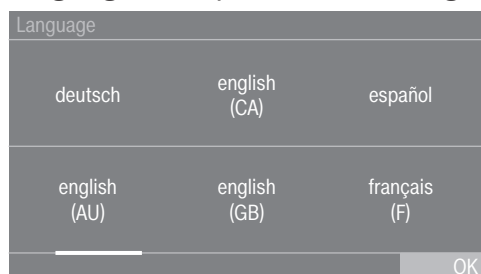 Language
deutsch
english
(CA)
español
english
(AU)
english
(GB)
français
(F)
OK